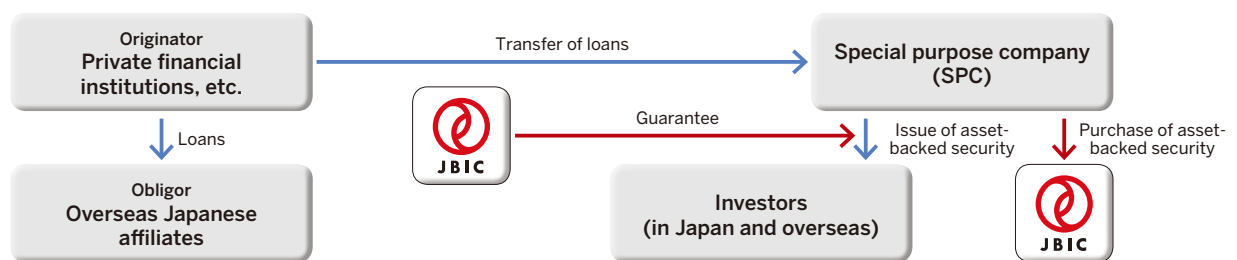 Originator
Private financial
institutions, etc.
Transfer of loans
Special purpose company
(SPC)
JBIC
Guarantee
Loans
Issue of asset-
backed security
Purchase of asset-
backed security
Obligor
Overseas Japanese
affiliates
Investors
(in Japan and overseas)
JBIC